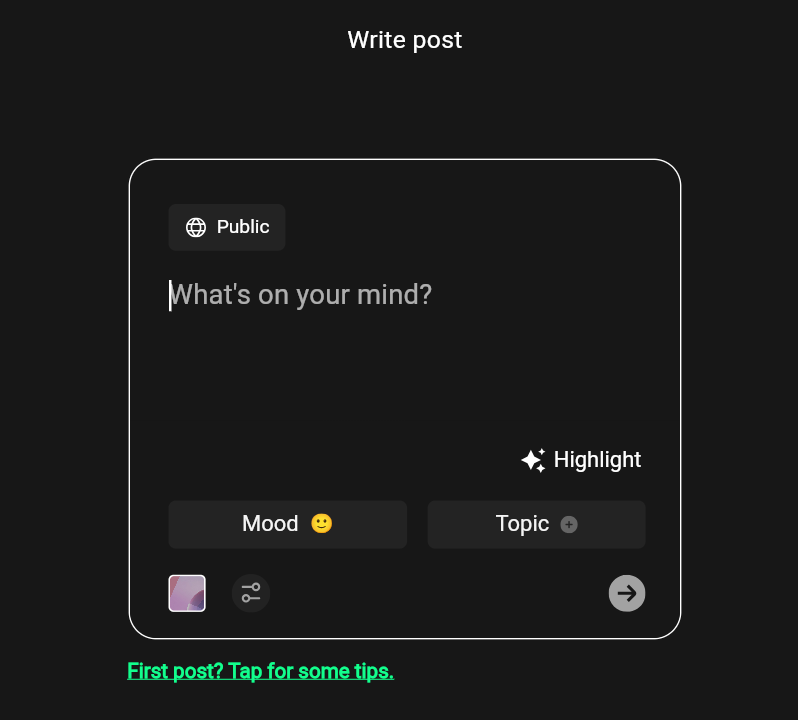 Write post
Public
What's on your mind?
Highlight
Mood 🙂
Topic
First post? Tap for some tips.